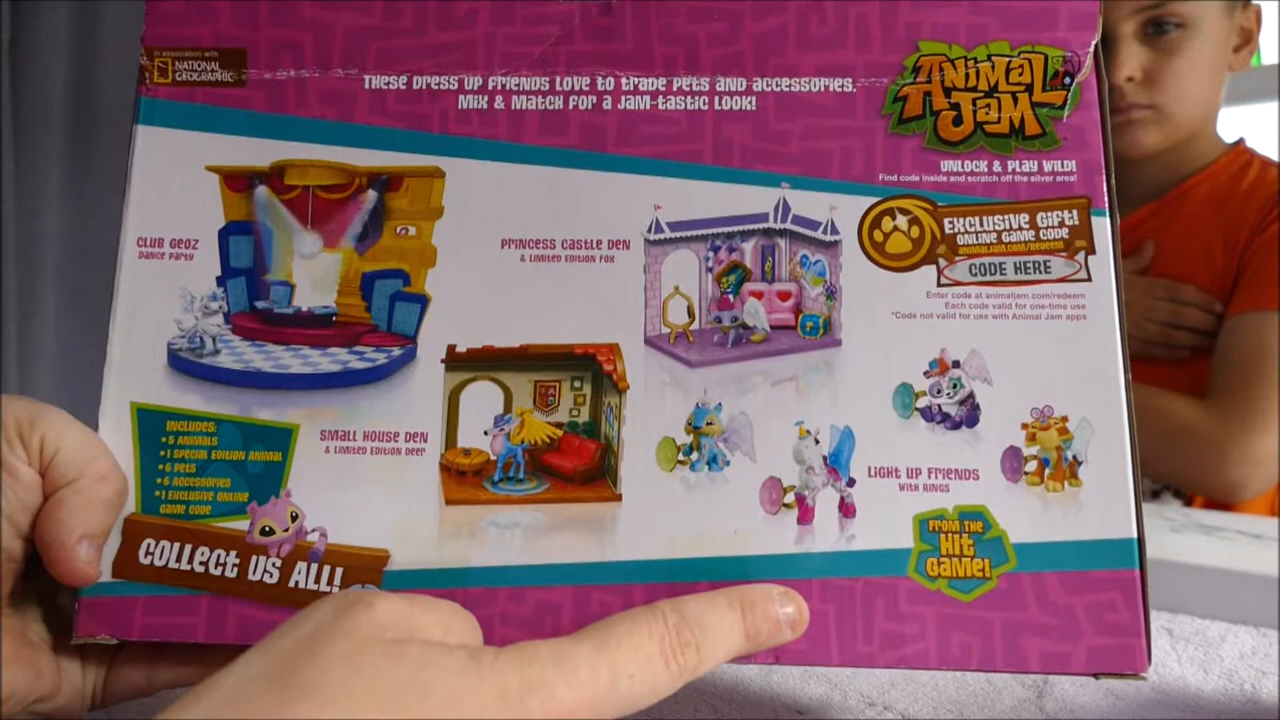 in association with
NATIONAL
GEOGRAPHIC
THESE DRESS UP FRIENDS LOVE TO TRADE PETS AND ACCESSORIES.
MIX & MATCH FOR A JAM-TASTIC LOOK!
ANIMAL
JAM
UNLOCK & PLAY WILD!
Find code inside and scratch off the silver area!
EXCLUSIVE GIFT!
ONLINE GAME CODE
ANIMALJAM.COM/REDEEM
CODE HERE
Enter code at animaljam.com/redeem
Each code valid for one-time use
*Code not valid for use with Animal Jam apps
CLUB GEOZ
DANCE PARTY
PRINCESS CASTLE DEN
& LIMITED EDITION FOX
SMALL HOUSE DEN
& LIMITED EDITION DEER
LIGHT UP FRIENDS
WITH RINGS
INCLUDES:
• 5 ANIMALS
• 1 SPECIAL EDITION ANIMAL
• 6 PETS
• 6 ACCESSORIES
• 1 EXCLUSIVE ONLINE
GAME CODE
COLLECT US ALL!
FROM THE
HIT
GAME!